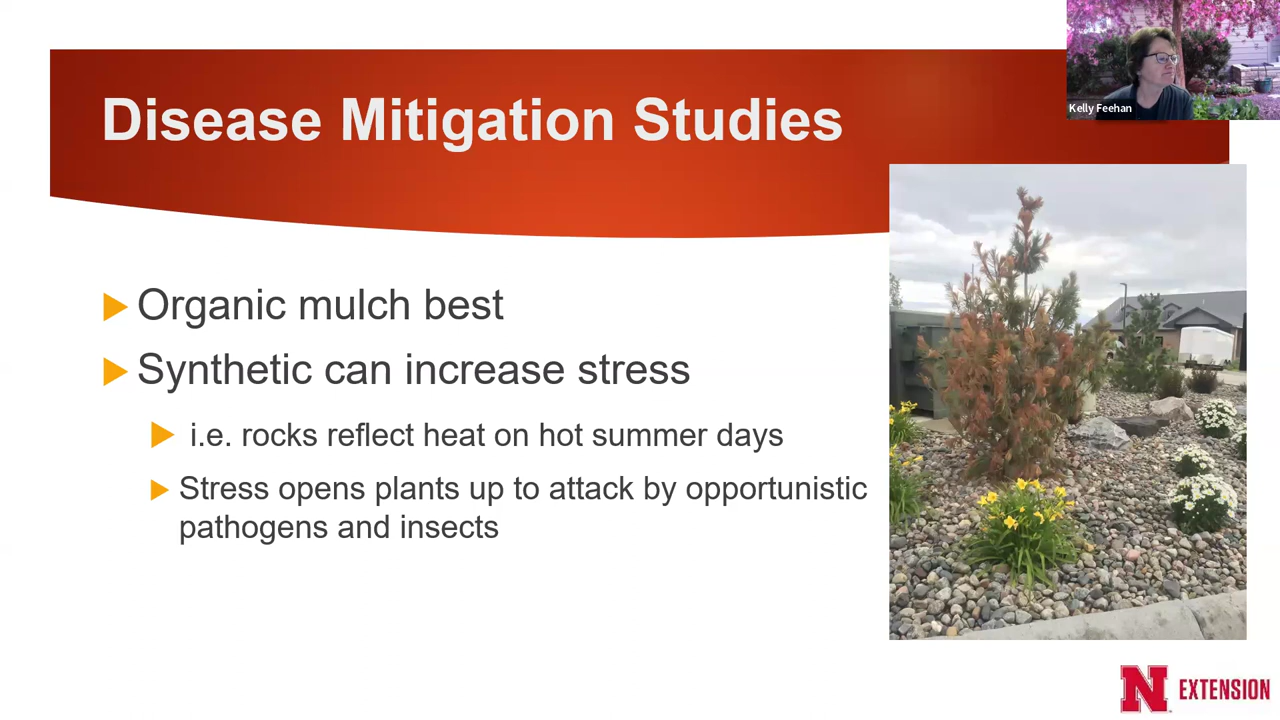 Disease Mitigation Studies
Kelly Feehan
Organic mulch best
Synthetic can increase stress
i.e. rocks reflect heat on hot summer days
Stress opens plants up to attack by opportunistic
pathogens and insects
N EXTENSION